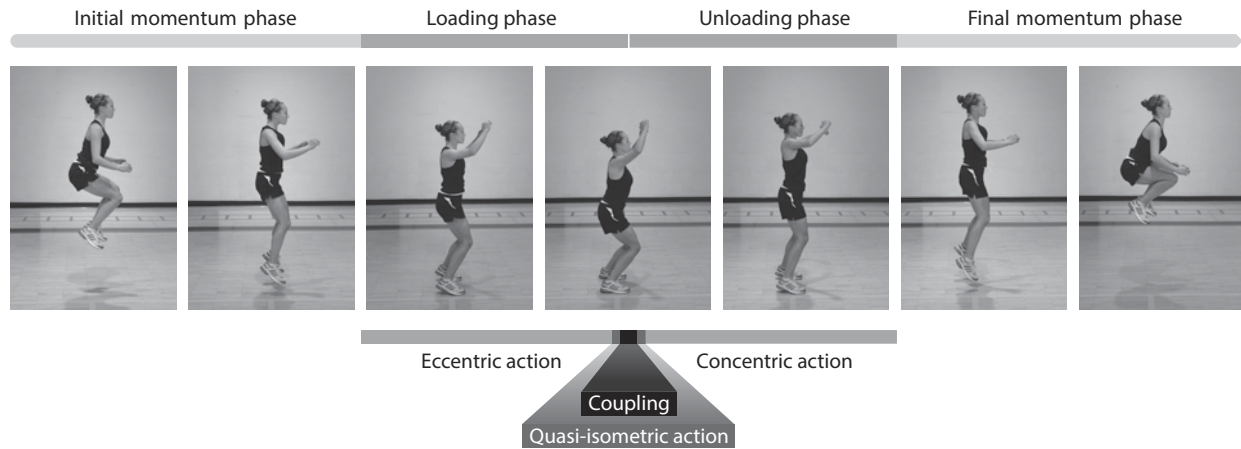 Initial momentum phase
Loading phase
Unloading phase
Final momentum phase
Eccentric action
Concentric action
Coupling
Quasi-isometric action